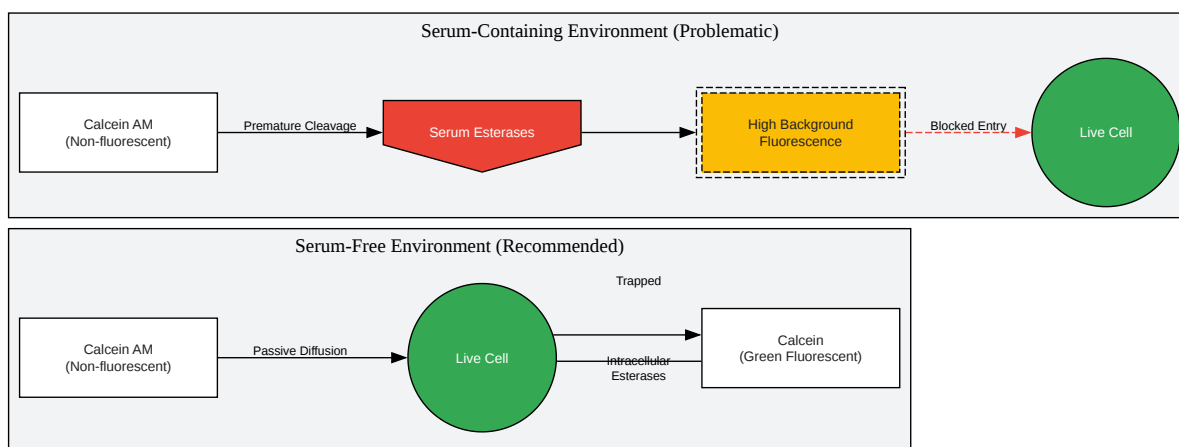 Serum-Containing Environment (Problematic)
Calcein AM
(Non-fluorescent)
Premature Cleavage
Serum Esterases
High Background
Fluorescence
Blocked Entry
Live Cell
Serum-Free Environment (Recommended)
Calcein AM
(Non-fluorescent)
Passive Diffusion
Live Cell
Trapped
Intracellular
Esterases
Calcein
(Green Fluorescent)